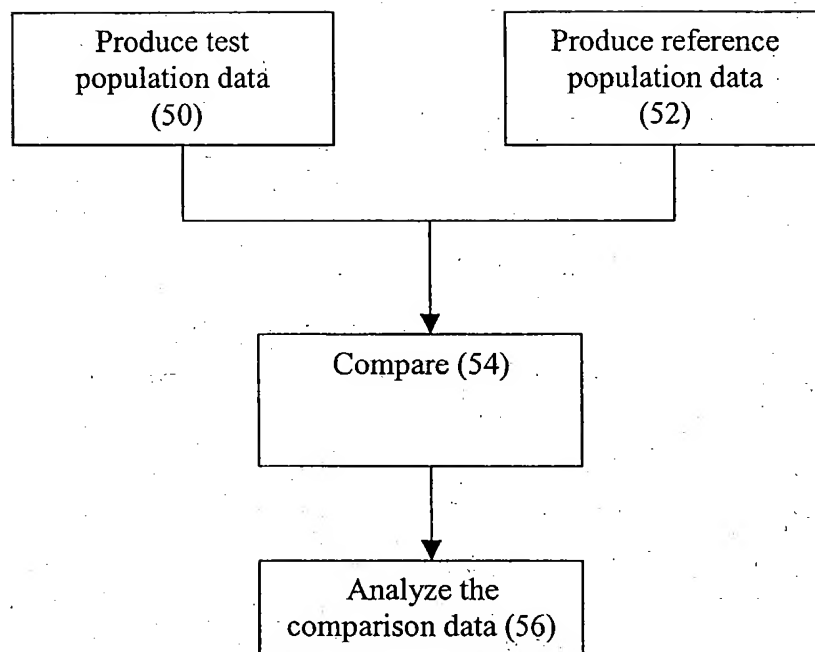 Produce test
population data
(50)
Produce reference
population data
(52)
Compare (54)
Analyze the
comparison data (56)